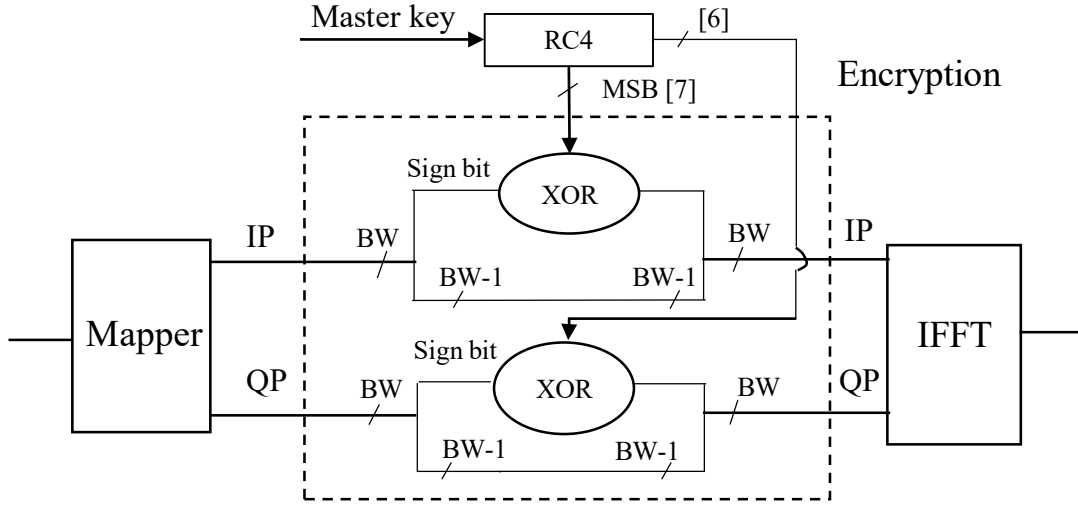 Master key
RC4
[6]
MSB [7]
Encryption
Sign bit
XOR
IP
BW
BW
IP
BW-1
BW-1
Mapper
IFFT
Sign bit
XOR
QP
BW
BW
QP
BW-1
BW-1